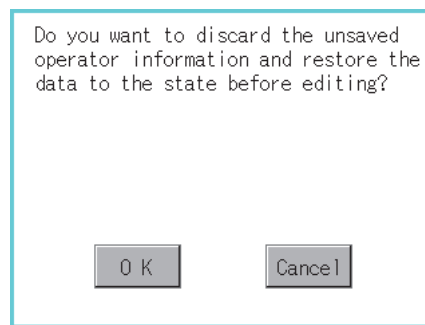 Do you want to discard the unsaved
operator information and restore the
data to the state before editing?
O K
Cancel